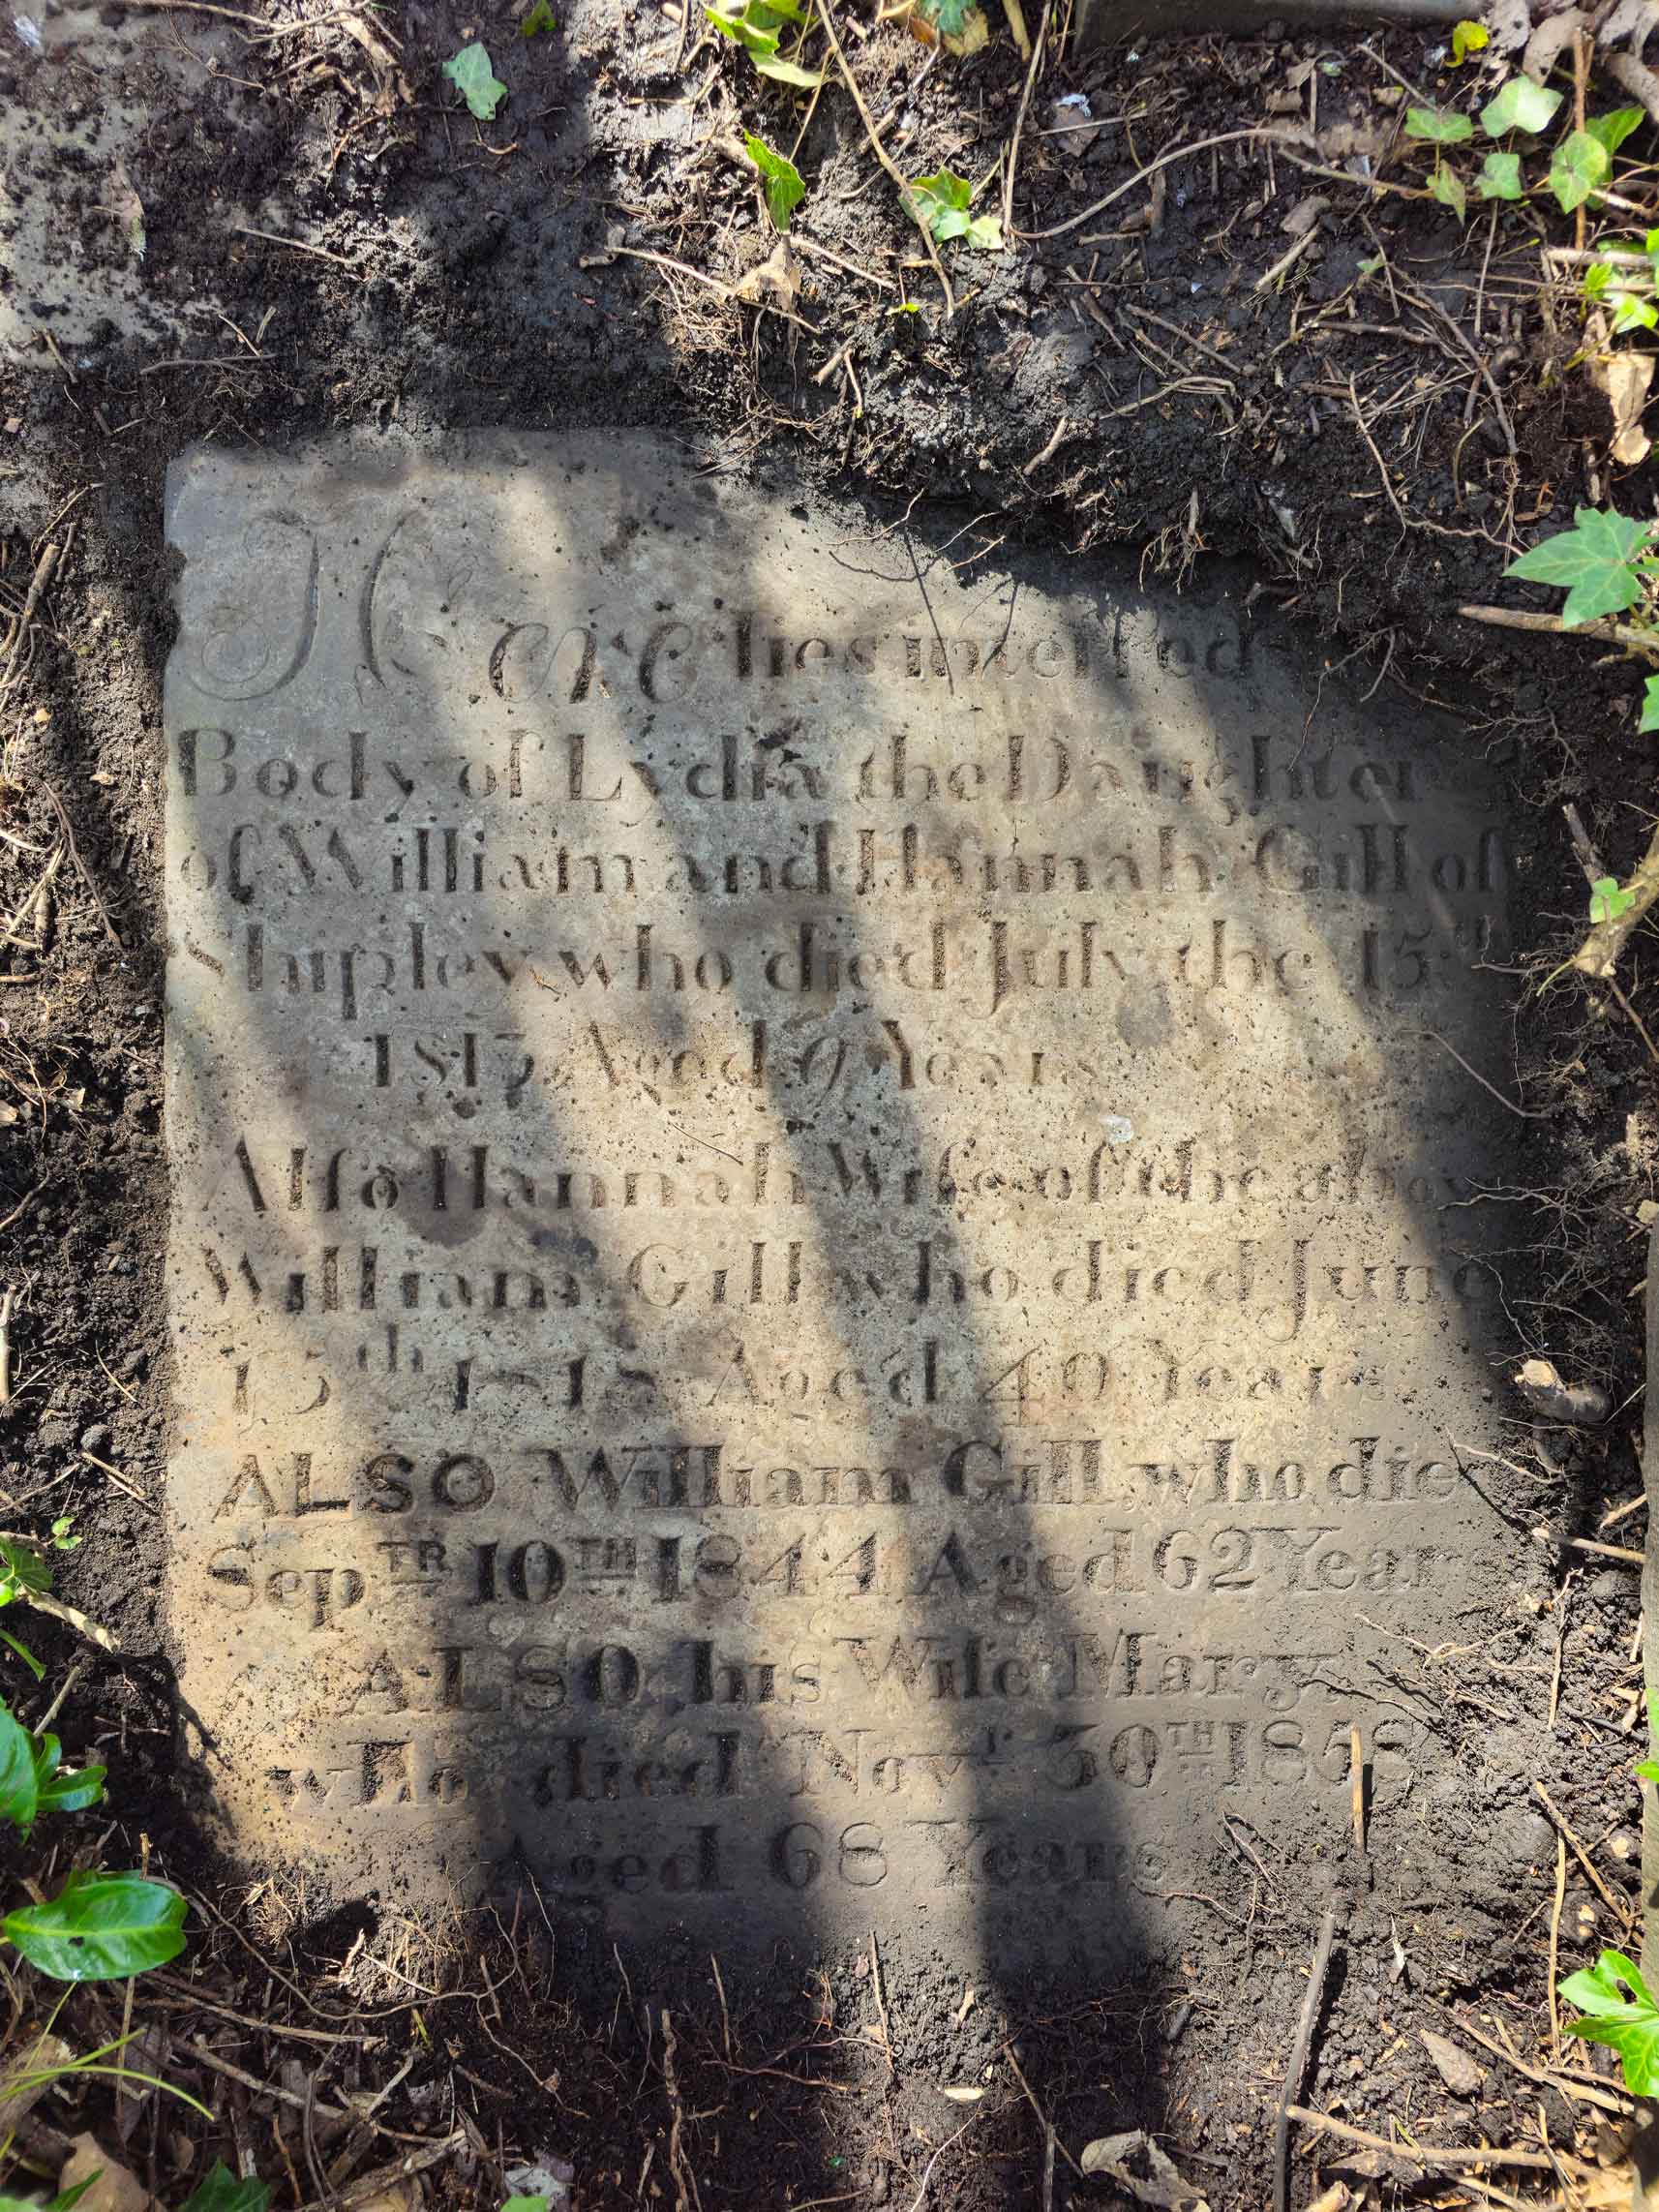 Here lies interred
Body of Lydia the Daughter
of William and Hannah Gill of
Shipley who died July the 15th
Aged 9 Years
Also Hannah Wife of the abov
William Gill who died June
15th 1818 Aged 40 Years
ALSO William Gill, who die
SepTR 10TH 1844 Aged 62 Years
ALSO his Wife Mary
who died Novr 30TH 1858
Aged 68 Years